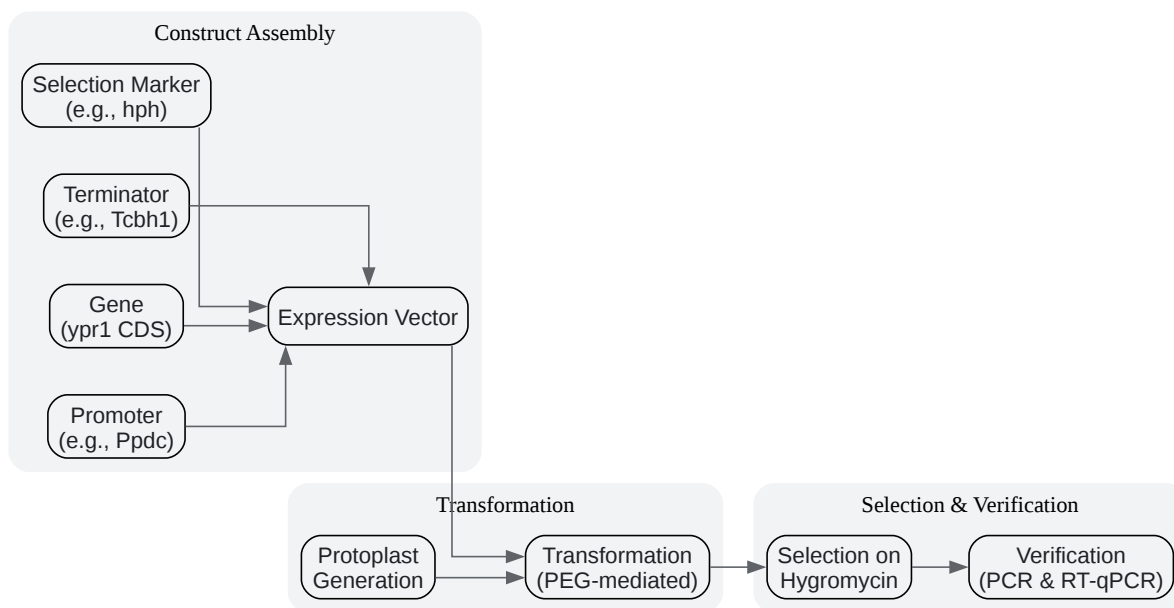 Construct Assembly
Selection Marker
(e.g., hph)
Terminator
(e.g., Tcbh1)
Gene
(ypr1 CDS)
Expression Vector
Promoter
(e.g., Ppdc)
Transformation
Protoplast
Generation
Transformation
(PEG-mediated)
Selection & Verification
Selection on
Hygromycin
Verification
(PCR & RT-qPCR)